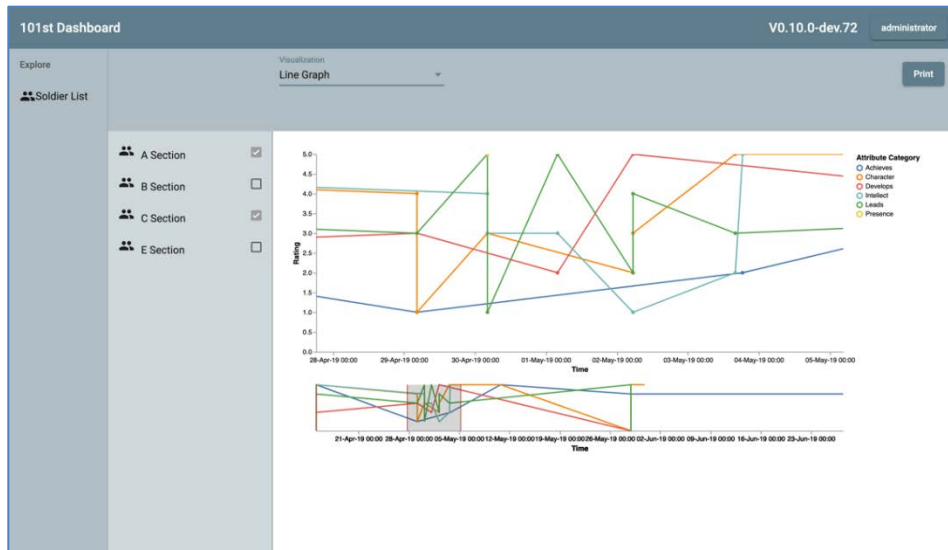 101st Dashboard
V0.10.0-dev.72
administrator
Explore
Soldier List
Visualization
Line Graph
Print
A Section
B Section
C Section
E Section
5.0
4.5
4.0
3.5
3.0
2.5
2.0
1.5
1.0
0.5
0.0
Rating
28-Apr-19 00:00 29-Apr-19 00:00 30-Apr-19 00:00 01-May-19 00:00 02-May-19 00:00 03-May-19 00:00 04-May-19 00:00 05-May-19 00:00
Time
Attribute Category
Achieves
Character
Develops
Intellect
Leads
Presence
21-Apr-19 00:00 28-Apr-19 00:00 05-May-19 00:00 12-May-19 00:00 19-May-19 00:00 26-May-19 00:00 02-Jun-19 00:00 09-Jun-19 00:00 16-Jun-19 00:00 23-Jun-19 00:00
Time